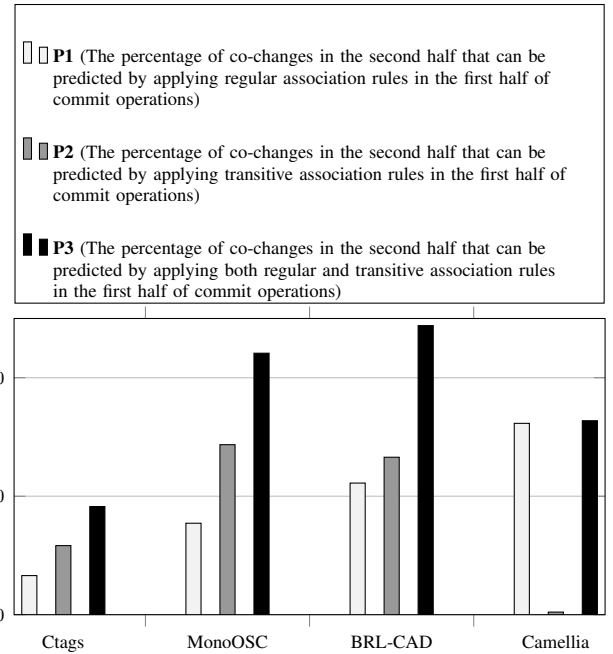 P1 (The percentage of co-changes in the second half that can be
predicted by applying regular association rules in the first half of
commit operations)
P2 (The percentage of co-changes in the second half that can be
predicted by applying transitive association rules in the first half of
commit operations)
P3 (The percentage of co-changes in the second half that can be
predicted by applying both regular and transitive association rules
in the first half of commit operations)
0
0
0
Ctags MonoOSC BRL-CAD Camellia